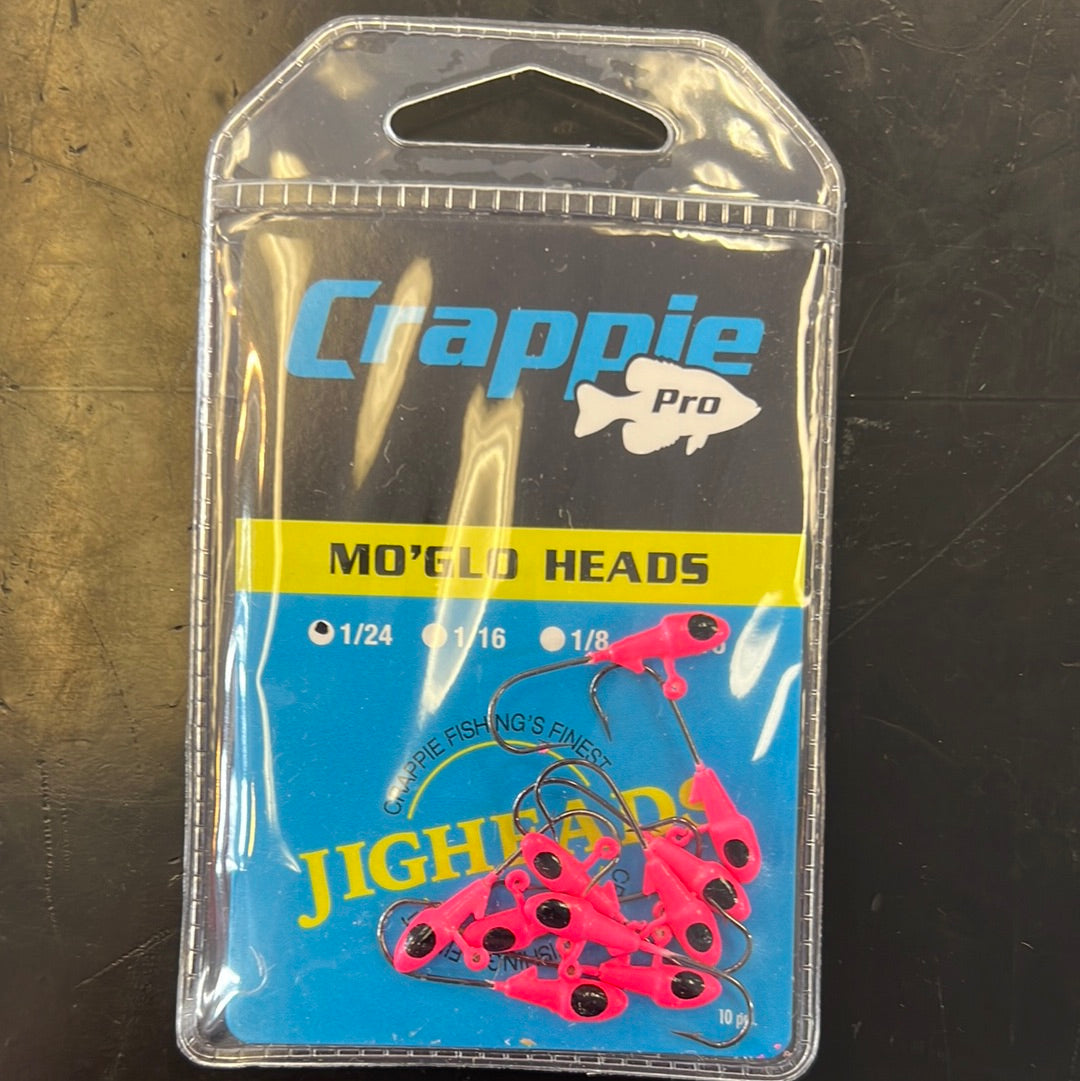 Crappie
Pro
MO'GLO HEADS
1/24 1/16 1/8
CRAPPIE FISHING'S FINEST
JIGHEADS
10 pk.